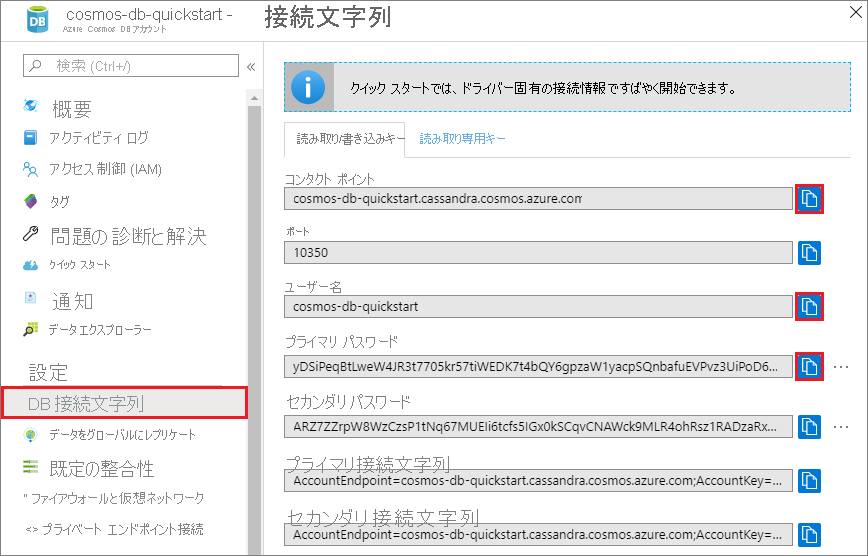 cosmos-db-quickstart -
Azure Cosmos DB アカウント
接続文字列
検索 (Ctrl+/)
概要
アクティビティ ログ
アクセス制御 (IAM)
タグ
問題の診断と解決
クイック スタート
通知
データ エクスプローラー
設定
DB 接続文字列
データをグローバルにレプリケート
既定の整合性
" ファイアウォールと仮想ネットワーク
<> プライベート エンドポイント接続
クイック スタートでは、ドライバー固有の接続情報ですばやく開始できます。
読み取り/書き込みキー 読み取り専用キー
コンタクト ポイント
cosmos-db-quickstart.cassandra.cosmos.azure.com
ポート
10350
ユーザー名
cosmos-db-quickstart
プライマリ パスワード
yDSiPeqBtLweW4JR3t7705kr57tiWEDK7t4bQY6gpzaW1yacpSQnbafuEVPvz3UiPoD6...
セカンダリ パスワード
ARZ7ZZrpW8WzCzsP1tNq67MUEIi6tcfs5IGx0kSCqvCNAWck9MLR4ohRsz1RADzaRx...
プライマリ接続文字列
AccountEndpoint=cosmos-db-quickstart.cassandra.cosmos.azure.com;AccountKey=...
セカンダリ接続文字列
AccountEndpoint=cosmos-db-quickstart.cassandra.cosmos.azure.com;AccountKey=...